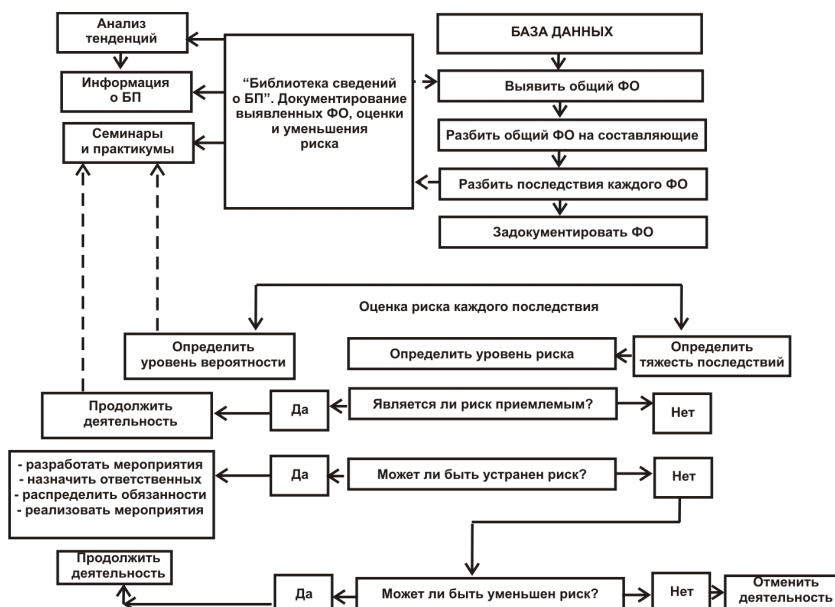 Анализ
тенденций
Информация
о БП
Семинары
и практикумы
“Библиотека сведений
о БП”. Документирование
выявленных ФО, оценки
и уменьшения
риска
БАЗА ДАННЫХ
Выявить общий ФО
Разбить общий ФО на составляющие
Разбить последствия каждого ФО
Задокументировать ФО
Оценка риска каждого последствия
Определить
уровень вероятности
Определить уровень риска
Определить
тяжесть последствий
Продолжить
деятельность
Да
Является ли риск приемлемым?
Нет
- разработать мероприятия
- назначить ответственных
- распределить обязанности
- реализовать мероприятия
Да
Может ли быть устранен риск?
Нет
Продолжить
деятельность
Да
Может ли быть уменьшен риск?
Нет
Отменить
деятельность